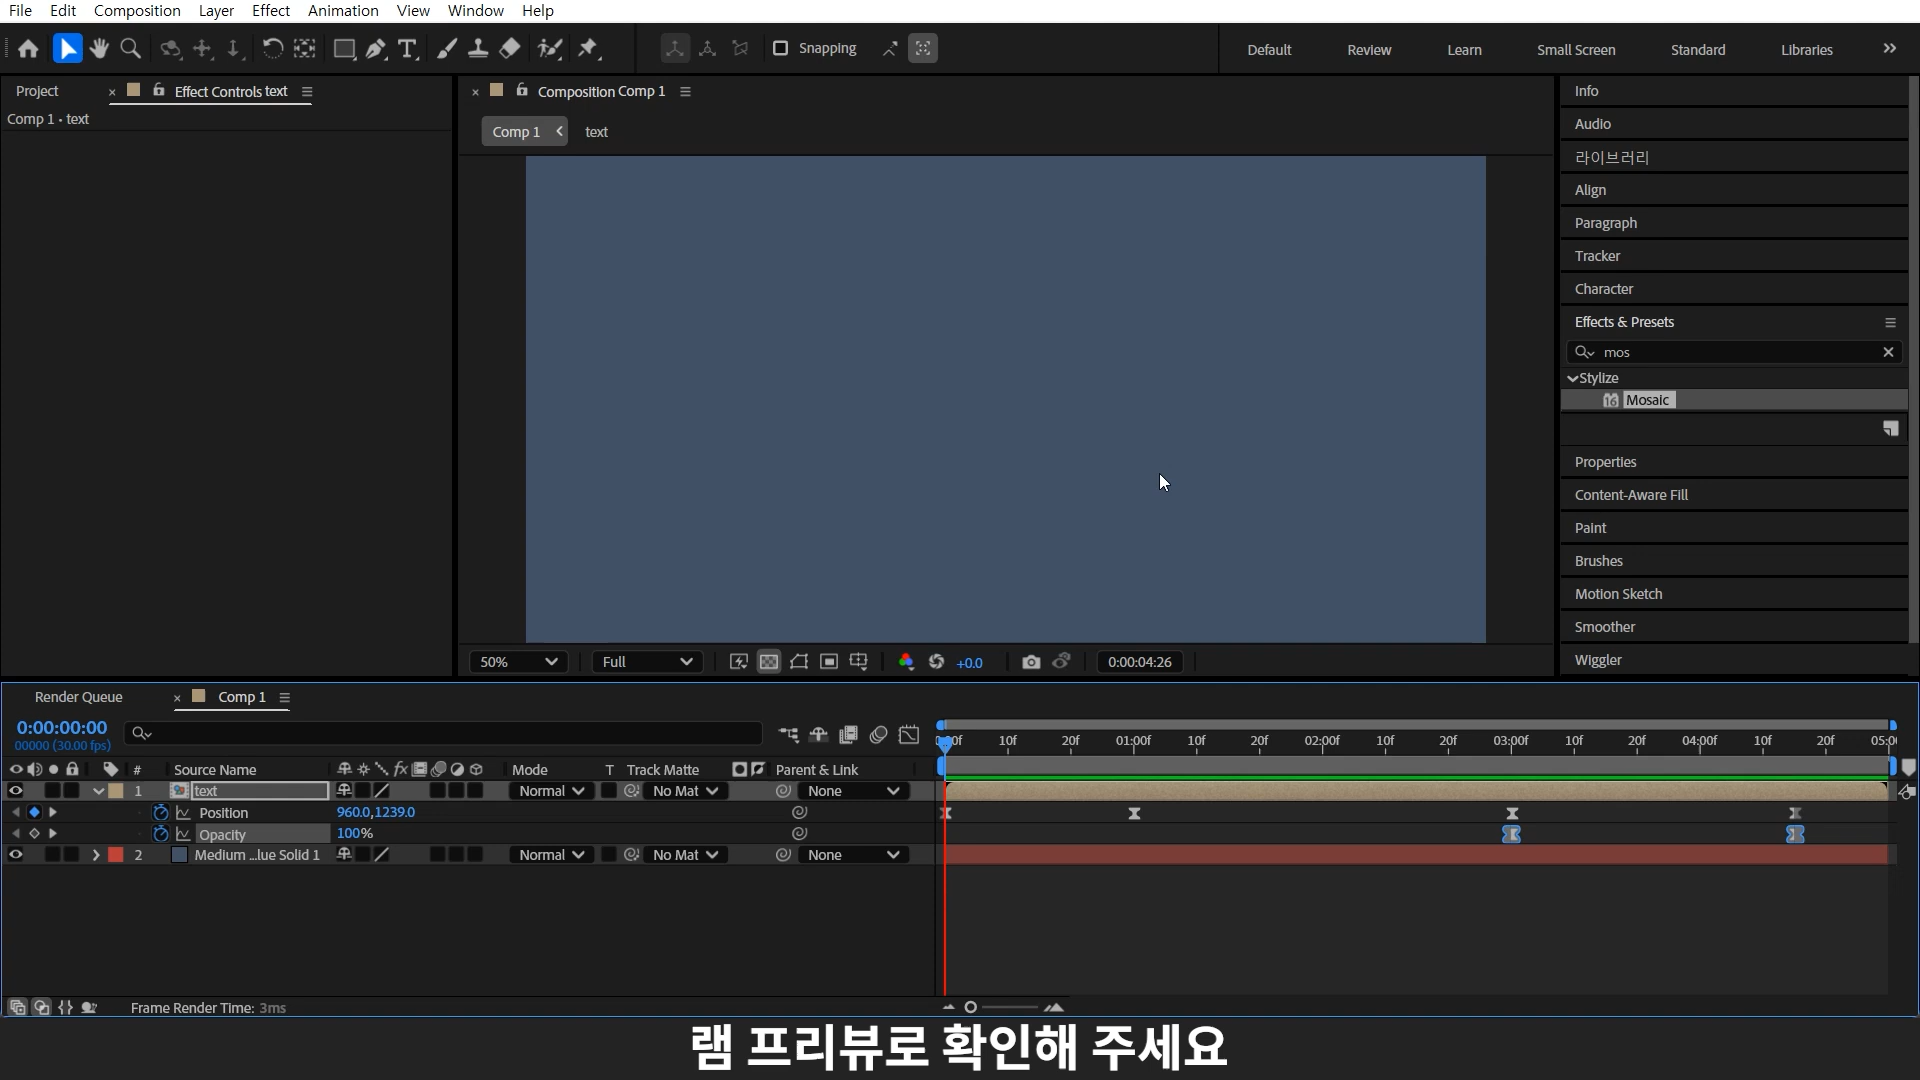 File Edit Composition Layer Effect Animation View Window Help
Snapping Default Review Learn Small Screen Standard Libraries
Project Effect Controls text
Comp 1 • text
Composition Comp 1
Comp 1 text
Info
Audio
라이브러리
Align
Paragraph
Tracker
Character
Effects & Presets
mos
Stylize
16 Mosaic
Properties
Content-Aware Fill
Paint
Brushes
Motion Sketch
Smoother
Wiggler
50% Full +0.0 0:00:04:26
Render Queue Comp 1
0:00:00:00
00000 (30.00 fps)
10f 20f 01:00f 10f 20f 02:00f 10f 20f 03:00f 10f 20f 04:00f 10f 20f
# Source Name fx Mode T Track Matte Parent & Link
1 text Normal No Mat None
Position 960.0,1239.0
Opacity 100%
2 Medium ...lue Solid 1 Normal No Mat None
Frame Render Time: 3ms
램 프리뷰로 확인해 주세요